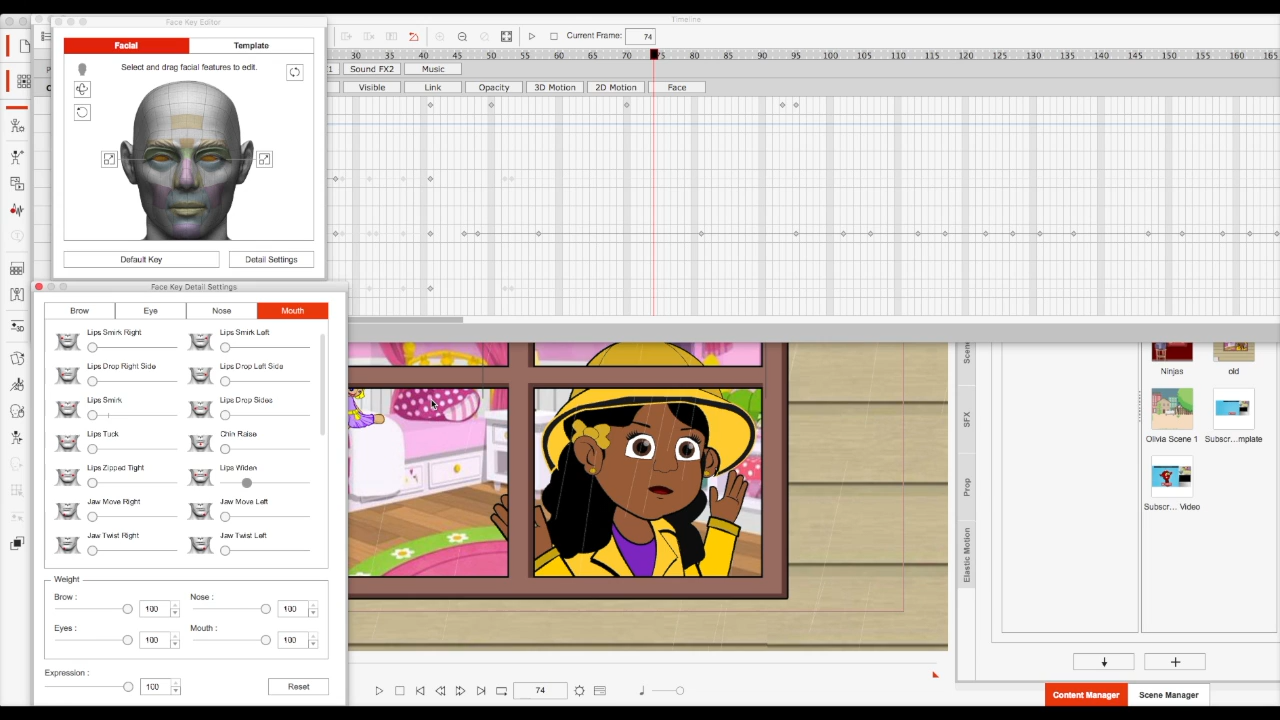 Face Key Editor
Timeline
Facial
Template
Select and drag facial features to edit.
Default Key
Detail Settings
Current Frame: 74
30 35 40 45 50 55 60 65 70 75 80 85 90 95 100 105 110 115 120 125 130 135 140 145 150 155 160 165
Sound FX2 Music
Visible Link Opacity 3D Motion 2D Motion Face
Face Key Detail Settings
Brow Eye Nose Mouth
Lips Smirk Right Lips Smirk Left
Lips Drop Right Side Lips Drop Left Side
Lips Smirk Lips Drop Sides
Lips Tuck Chin Raise
Lips Zipped Tight Lips Widen
Jaw Move Right Jaw Move Left
Jaw Twist Right Jaw Twist Left
Weight
Brow : 100 Nose : 100
Eyes : 100 Mouth : 100
Expression : 100 Reset
74
SFX
Prop
Elastic Motion
Ninjas old
Olivia Scene 1 Subscr...mplate
Subscr... Video
Content Manager Scene Manager